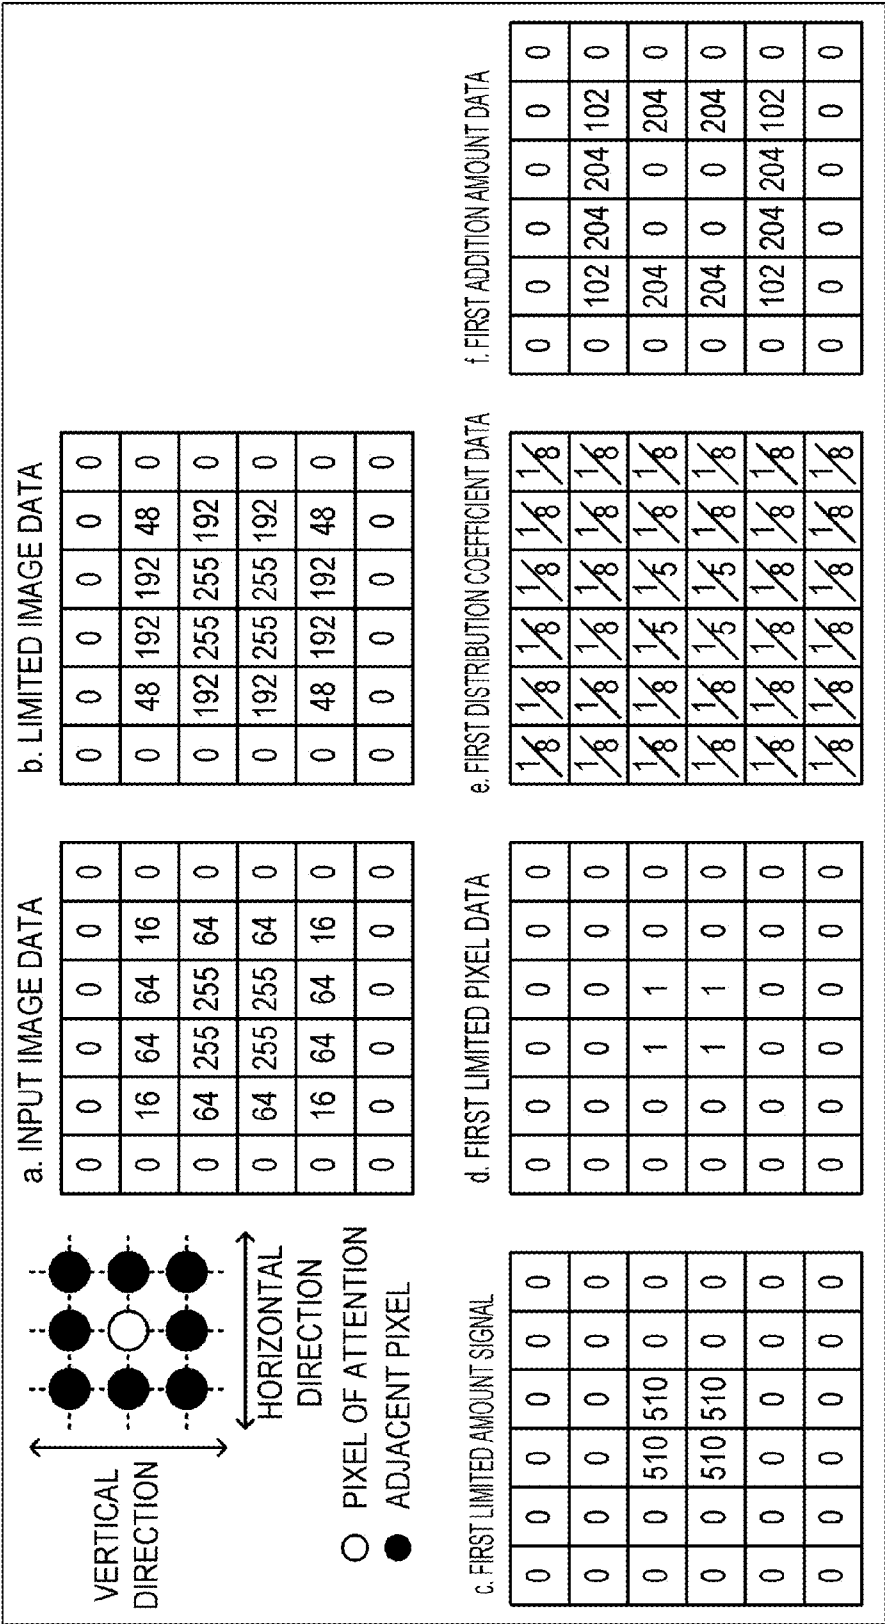 VERTICAL
DIRECTION
HORIZONTAL
DIRECTION
○ PIXEL OF ATTENTION
● ADJACENT PIXEL
a. INPUT IMAGE DATA
0 0 0 0 0 0
0 16 64 64 16 0
0 64 255 255 64 0
0 64 255 255 64 0
0 16 64 64 16 0
0 0 0 0 0 0
b. LIMITED IMAGE DATA
0 0 0 0 0 0
0 48 192 192 48 0
0 192 255 255 192 0
0 192 255 255 192 0
0 48 192 192 48 0
0 0 0 0 0 0
c. FIRST LIMITED AMOUNT SIGNAL
0 0 0 0 0 0
0 0 0 0 0 0
0 0 510 510 0 0
0 0 510 510 0 0
0 0 0 0 0 0
0 0 0 0 0 0
d. FIRST LIMITED PIXEL DATA
0 0 0 0 0 0
0 0 0 0 0 0
0 0 1 1 0 0
0 0 1 1 0 0
0 0 0 0 0 0
0 0 0 0 0 0
e. FIRST DISTRIBUTION COEFFICIENT DATA
1/8 1/8 1/8 1/8 1/8 1/8
1/8 1/8 1/8 1/8 1/8 1/8
1/8 1/8 1/5 1/5 1/8 1/8
1/8 1/8 1/5 1/5 1/8 1/8
1/8 1/8 1/8 1/8 1/8 1/8
1/8 1/8 1/8 1/8 1/8 1/8
f. FIRST ADDITION AMOUNT DATA
0 0 0 0 0 0
0 102 204 204 102 0
0 204 0 0 204 0
0 204 0 0 204 0
0 102 204 204 102 0
0 0 0 0 0 0